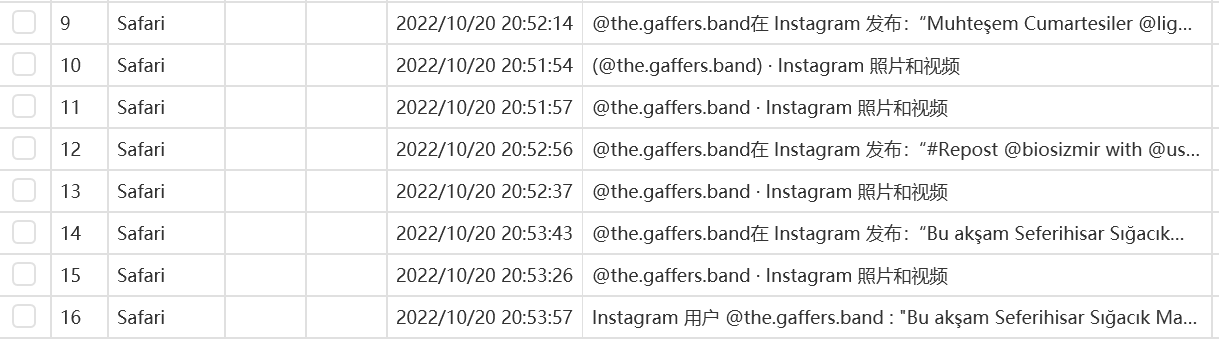 9 Safari 2022/10/20 20:52:14 @the.gaffers.band在 Instagram 发布：“Muhteşem Cumartesiler @lig...
10 Safari 2022/10/20 20:51:54 (@the.gaffers.band) · Instagram 照片和视频
11 Safari 2022/10/20 20:51:57 @the.gaffers.band · Instagram 照片和视频
12 Safari 2022/10/20 20:52:56 @the.gaffers.band在 Instagram 发布：“#Repost @biosizmir with @us...
13 Safari 2022/10/20 20:52:37 @the.gaffers.band · Instagram 照片和视频
14 Safari 2022/10/20 20:53:43 @the.gaffers.band在 Instagram 发布：“Bu akşam Seferihisar Sığacık...
15 Safari 2022/10/20 20:53:26 @the.gaffers.band · Instagram 照片和视频
16 Safari 2022/10/20 20:53:57 Instagram 用户 @the.gaffers.band : "Bu akşam Seferihisar Sığacık Ma...